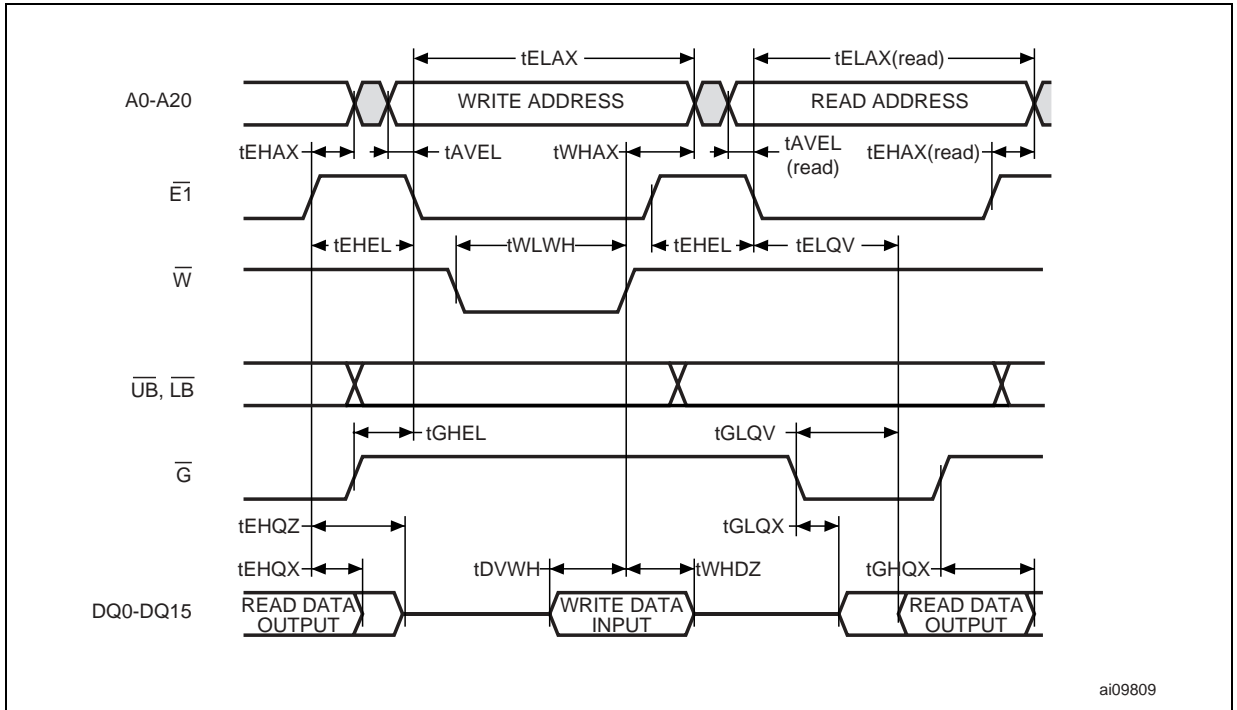 tELAX tELAX(read)
A0-A20 WRITE ADDRESS READ ADDRESS
tEHAX tAVEL tWHAX tAVEL (read) tEHAX(read)
E1
tEHEL tWLWH tEHEL tELQV
W
UB, LB
tGHEL tGLQV
G
tEHQZ tGLQX
tEHQX tDVWH tWHDZ tGHQX
DQ0-DQ15 READ DATA OUTPUT WRITE DATA INPUT READ DATA OUTPUT
ai09809